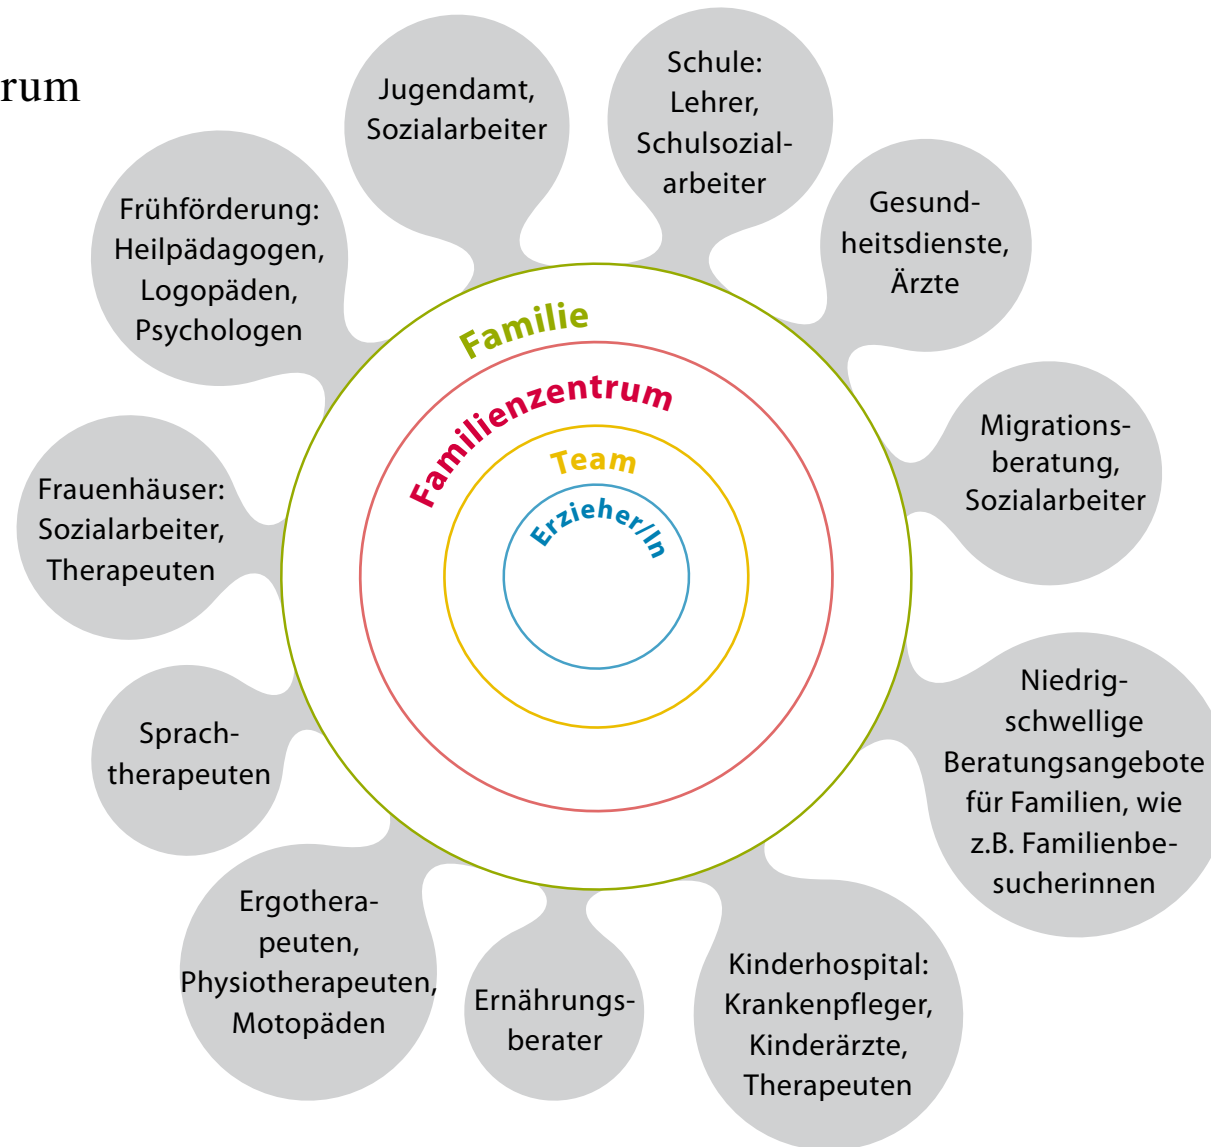 rum
Jugendamt,
Sozialarbeiter
Schule:
Lehrer,
Schulsozial-
arbeiter
Gesund-
heitsdienste,
Ärzte
Frühförderung:
Heilpädagogen,
Logopäden,
Psychologen
Familie
Familienzentrum
Team
Erzieher/In
Migrations-
beratung,
Sozialarbeiter
Frauenhäuser:
Sozialarbeiter,
Therapeuten
Niedrig-
schwellige
Beratungsangebote
für Familien, wie
z.B. Familienbe-
sucherinnen
Sprach-
therapeuten
Ergothera-
peuten,
Physiotherapeuten,
Motopäden
Ernährungs-
berater
Kinderhospital:
Krankenpfleger,
Kinderärzte,
Therapeuten